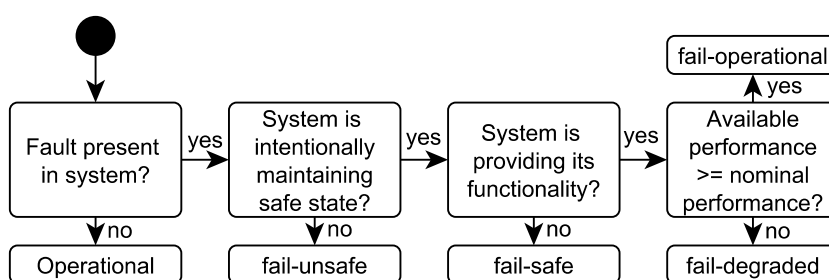 fail-operational
yes
Fault present
in system?
yes
System is
intentionally
maintaining
safe state?
yes
System is
providing its
functionality?
yes
Available
performance
>= nominal
performance?
no
no
no
no
Operational
fail-unsafe
fail-safe
fail-degraded